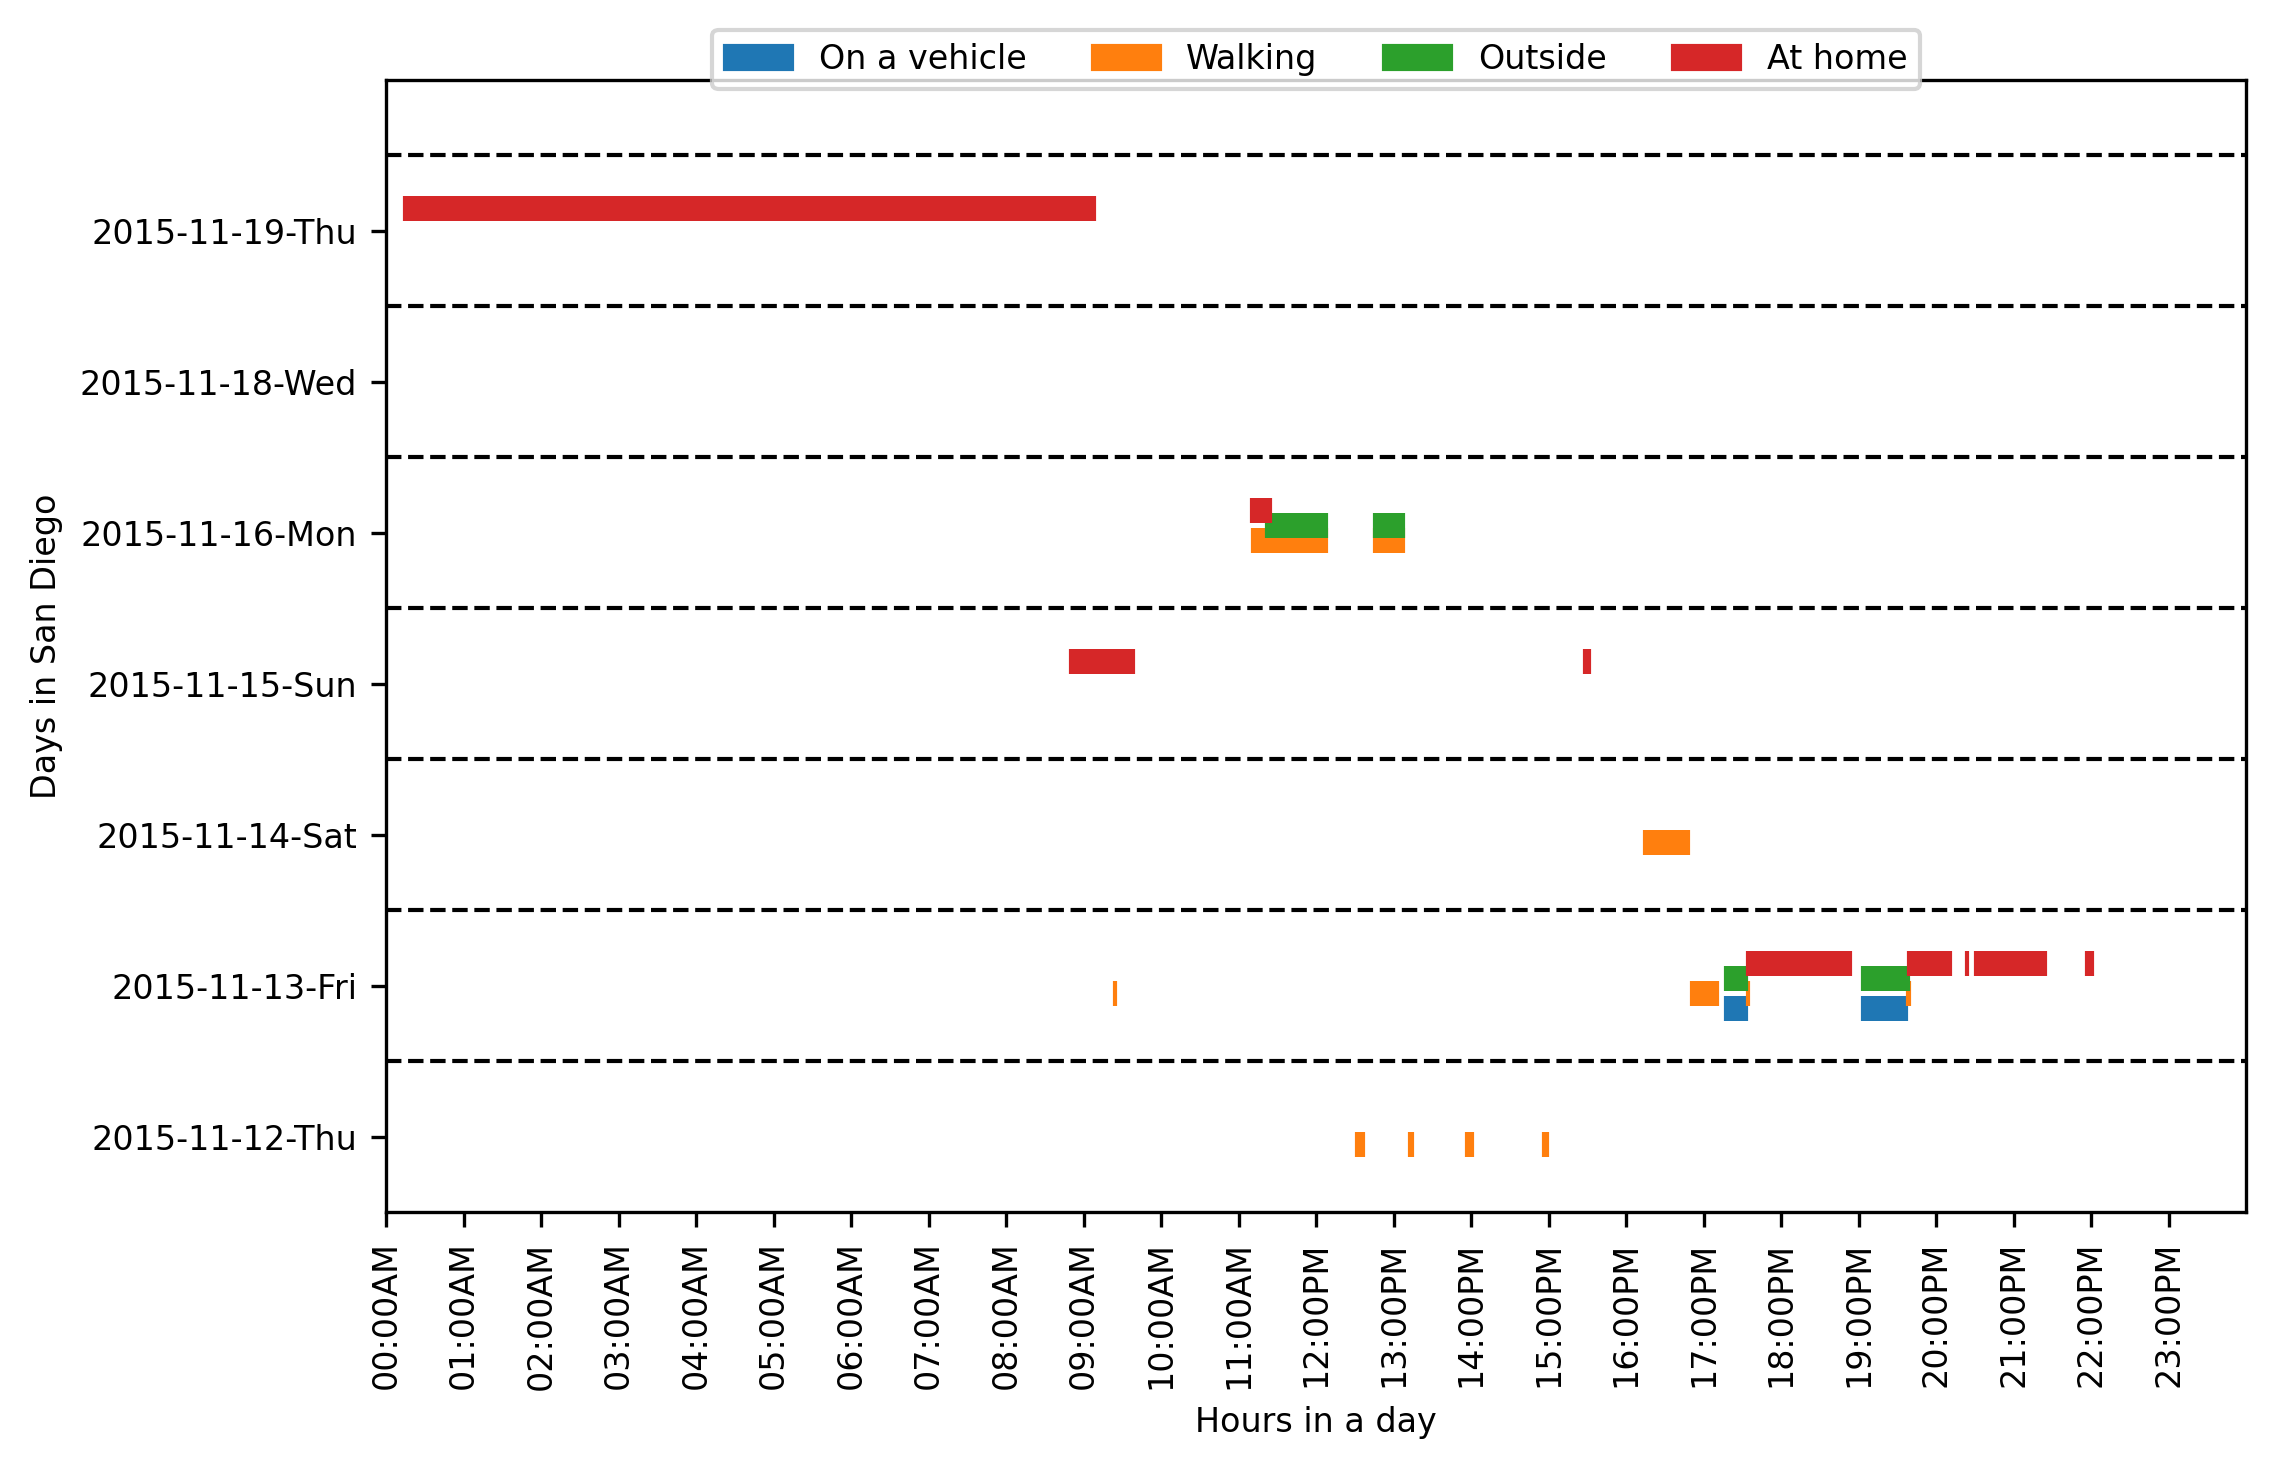 On a vehicle Walking Outside At home
2015-11-19-Thu
2015-11-18-Wed
2015-11-16-Mon
2015-11-15-Sun
2015-11-14-Sat
2015-11-13-Fri
2015-11-12-Thu
Days in San Diego
00:00AM
01:00AM
02:00AM
03:00AM
04:00AM
05:00AM
06:00AM
07:00AM
08:00AM
09:00AM
10:00AM
11:00AM
12:00PM
13:00PM
14:00PM
15:00PM
16:00PM
17:00PM
18:00PM
19:00PM
20:00PM
21:00PM
22:00PM
23:00PM
Hours in a day